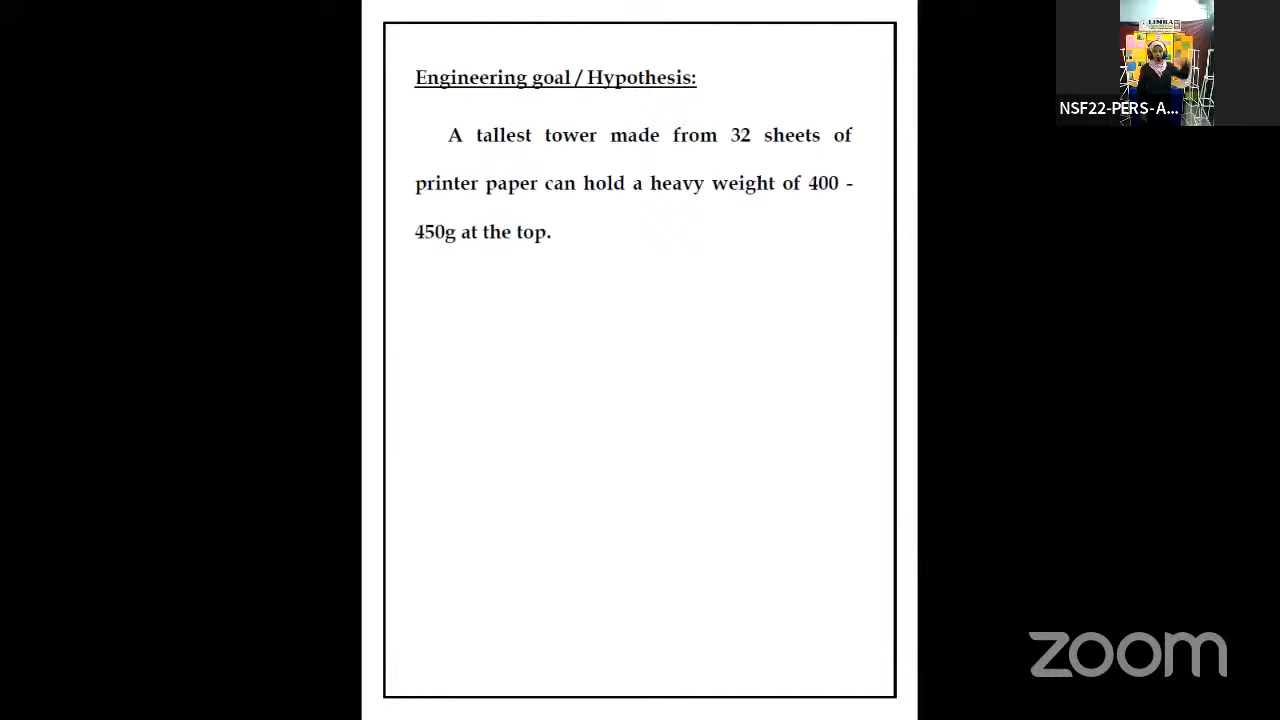 Engineering goal / Hypothesis:
A tallest tower made from 32 sheets of
printer paper can hold a heavy weight of 400 -
450g at the top.
LIMRA
NSF22-PERS-A...
zoom